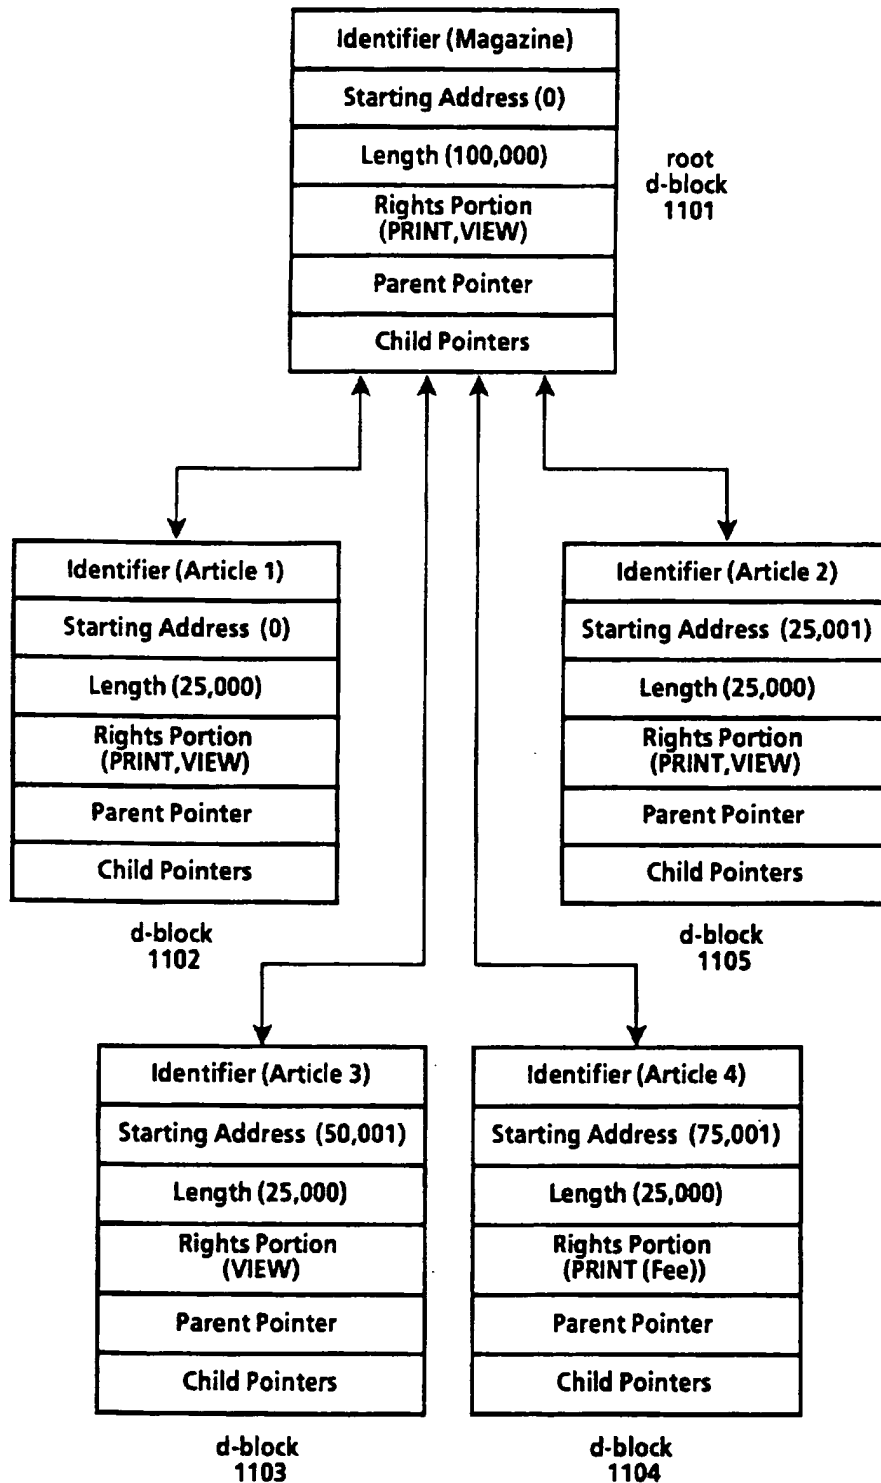 Identifier (Magazine)
Starting Address (0)
Length (100,000)
Rights Portion
(PRINT,VIEW)
Parent Pointer
Child Pointers
root
d-block
1101
Identifier (Article 1)
Starting Address (0)
Length (25,000)
Rights Portion
(PRINT,VIEW)
Parent Pointer
Child Pointers
d-block
1102
Identifier (Article 2)
Starting Address (25,001)
Length (25,000)
Rights Portion
(PRINT,VIEW)
Parent Pointer
Child Pointers
d-block
1105
Identifier (Article 3)
Starting Address (50,001)
Length (25,000)
Rights Portion
(VIEW)
Parent Pointer
Child Pointers
d-block
1103
Identifier (Article 4)
Starting Address (75,001)
Length (25,000)
Rights Portion
(PRINT (Fee))
Parent Pointer
Child Pointers
d-block
1104